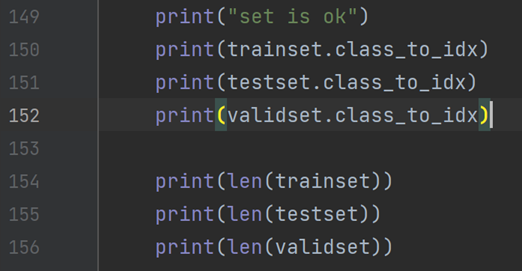 149 print("set is ok")
150 print(trainset.class_to_idx)
151 print(testset.class_to_idx)
152 print(validset.class_to_idx)
153
154 print(len(trainset))
155 print(len(testset))
156 print(len(validset))